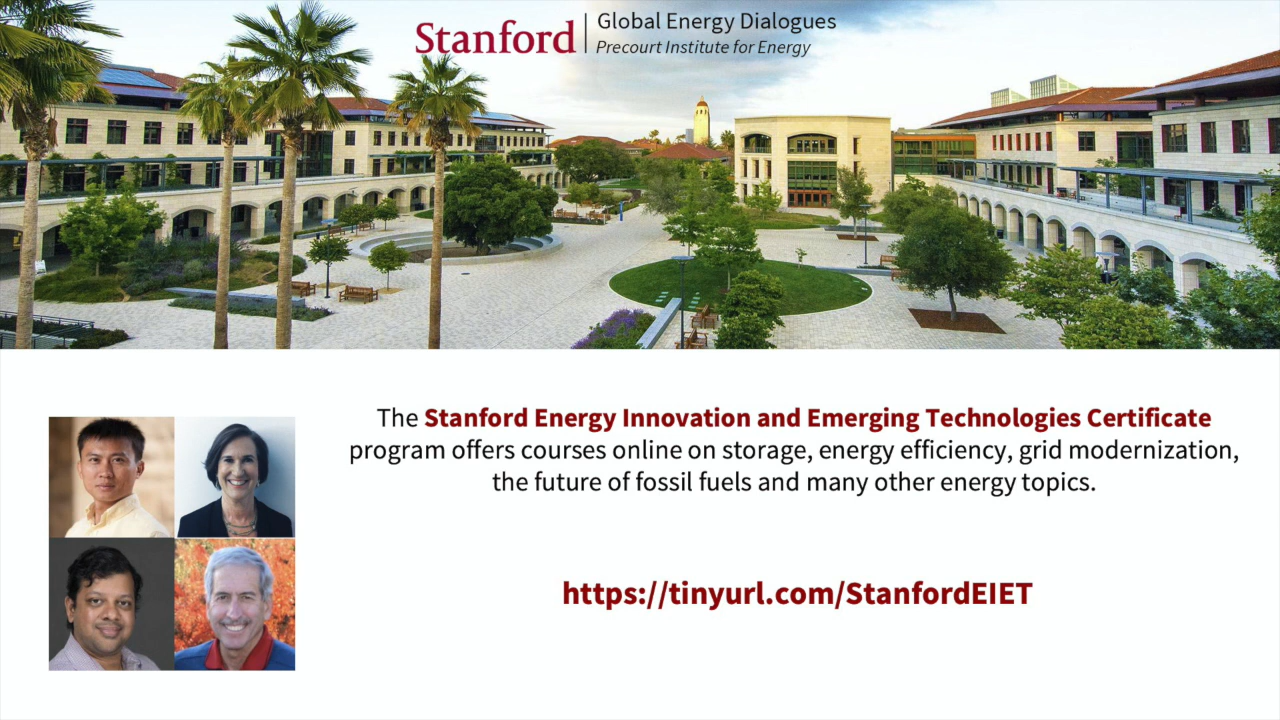 Stanford
Global Energy Dialogues
Precourt Institute for Energy
The Stanford Energy Innovation and Emerging Technologies Certificate
program offers courses online on storage, energy efficiency, grid modernization,
the future of fossil fuels and many other energy topics.
https://tinyurl.com/StanfordEIET